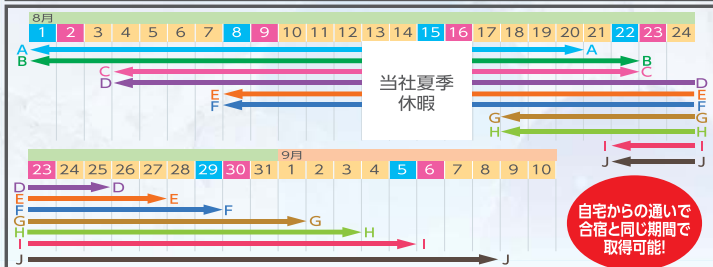 8月
1 2 3 4 5 6 7 8 9 10 11 12 13 14 15 16 17 18 19 20 21 22 23 24
A A
B B
C C
D D
当社夏季
休暇
E E
F F
G G
H H
I I
J J
9月
23 24 25 26 27 28 29 30 31 1 2 3 4 5 6 7 8 9 10
D D
E E
F F
G G
H H
I I
J J
自宅からの通いで
合宿と同じ期間で
取得可能!